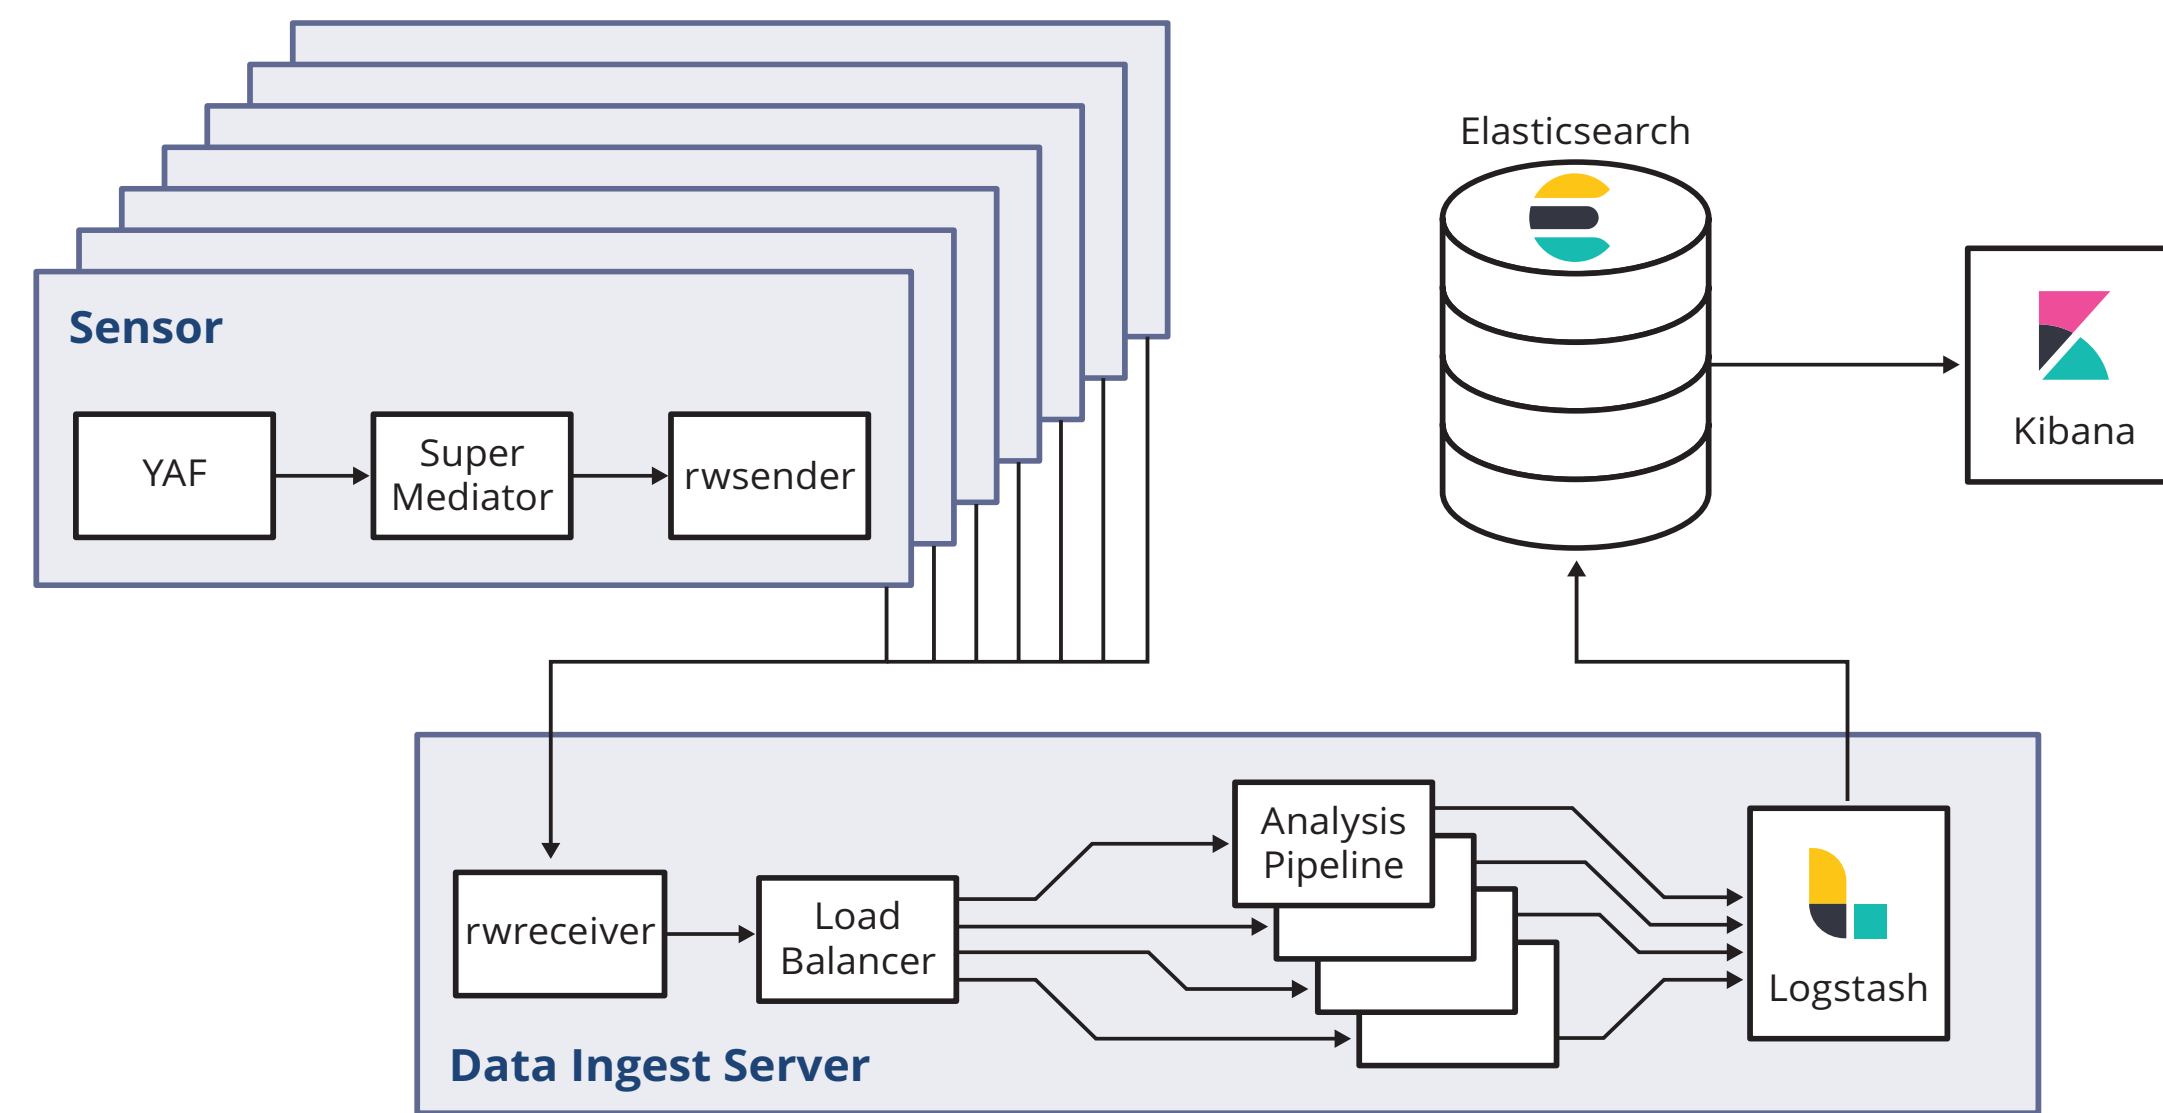 Sensor
YAF
Super
Mediator
rwsender
Elasticsearch
Kibana
rwreceiver
Load
Balancer
Analysis
Pipeline
Logstash
Data Ingest Server